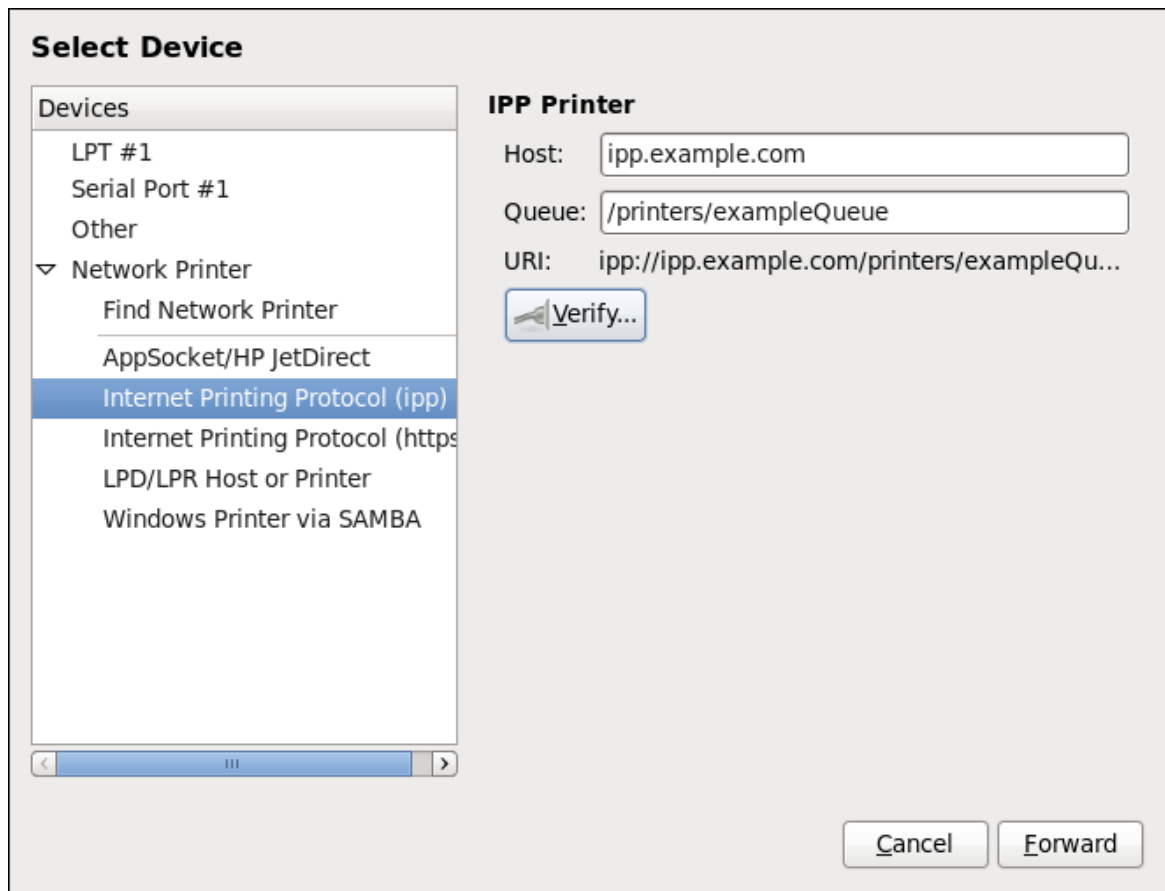 Select Device
Devices
LPT #1
Serial Port #1
Other
Network Printer
Find Network Printer
AppSocket/HP JetDirect
Internet Printing Protocol (ipp)
Internet Printing Protocol (https
LPD/LPR Host or Printer
Windows Printer via SAMBA
IPP Printer
Host: ipp.example.com
Queue: /printers/exampleQueue
URI: ipp://ipp.example.com/printers/exampleQu...
Verify...
Cancel
Forward